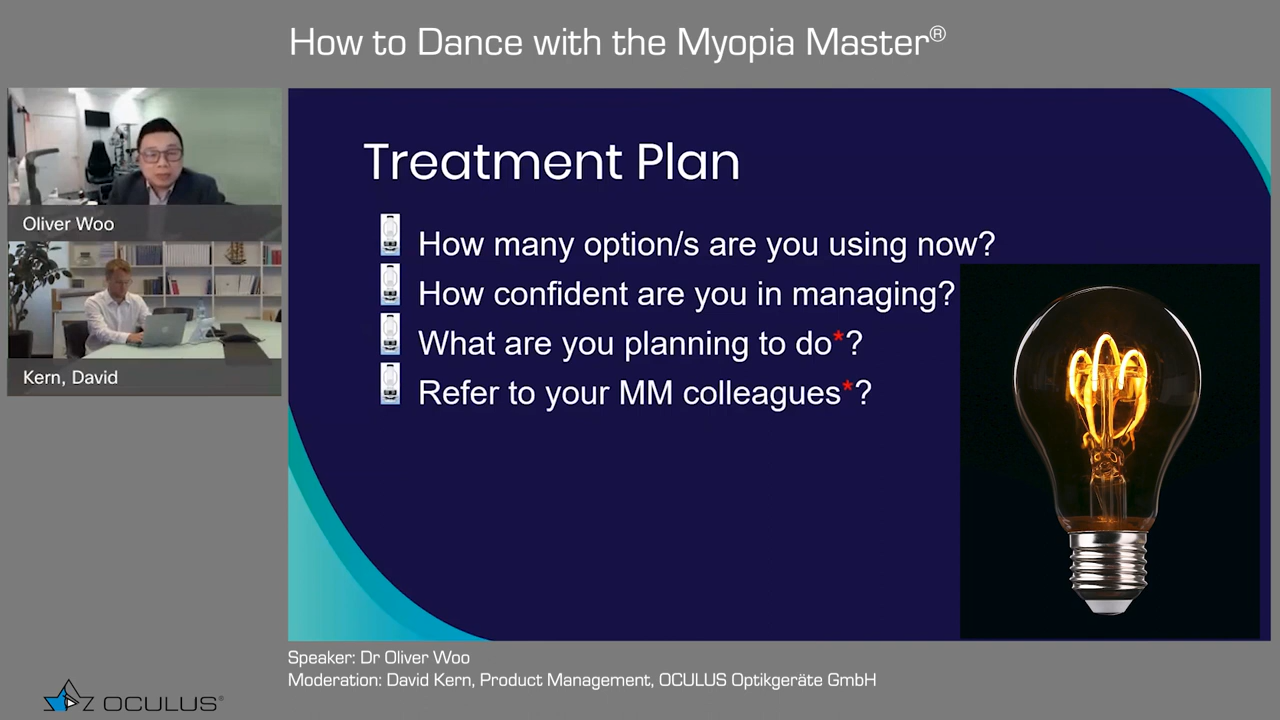 How to Dance with the Myopia Master®
Oliver Woo
Kern, David
Treatment Plan
How many option/s are you using now?
How confident are you in managing?
What are you planning to do*?
Refer to your MM colleagues*?
Speaker: Dr Oliver Woo
Moderation: David Kern, Product Management, OCULUS Optikgeräte GmbH
OCULUS®